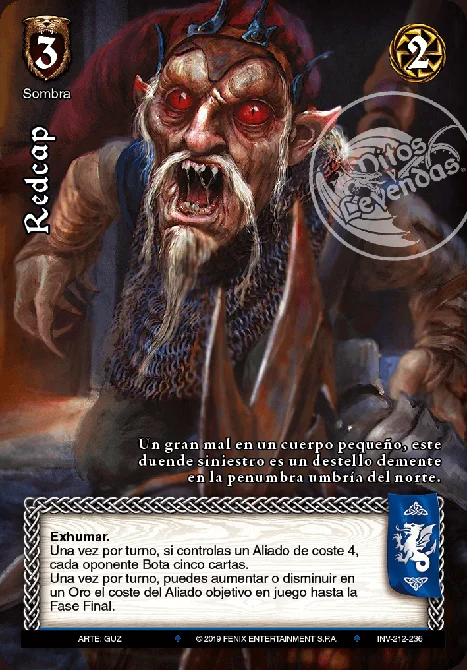 3
2
Sombra
Redcap
Mitos
Leyendas
Un gran mal en un cuerpo pequeño, este
duende siniestro es un destello demente
en la penumbra umbría del norte.
Exhumar.
Una vez por turno, si controlas un Aliado de coste 4,
cada oponente Bota cinco cartas.
Una vez por turno, puedes aumentar o disminuir en
un Oro el coste del Aliado objetivo en juego hasta la
Fase Final.
ARTE: GUZ
© 2019 FENIX ENTERTAINMENT S.P.A
INV-212-236